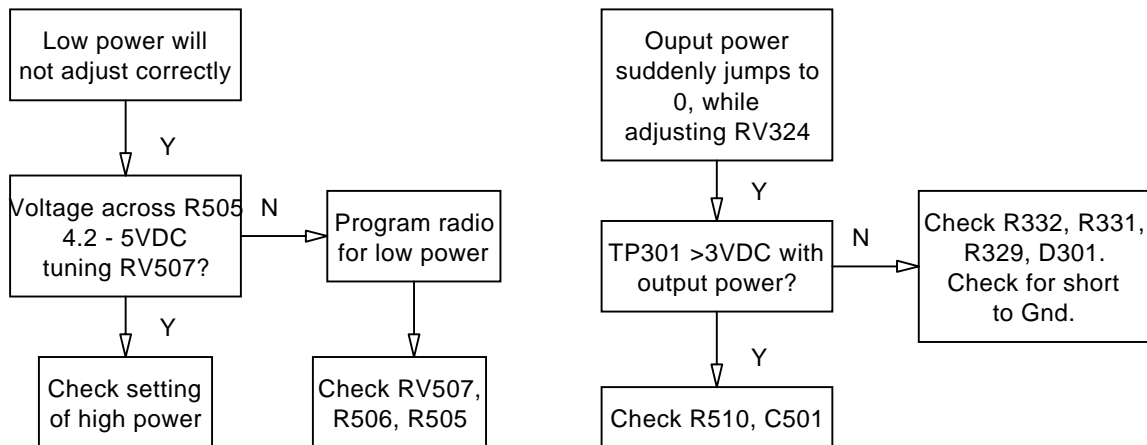 Low power will
not adjust correctly
Y
Voltage across R505
4.2 - 5VDC
tuning RV507?
N
Program radio
for low power
Y
Check setting
of high power
Check RV507,
R506, R505
Ouput power
suddenly jumps to
0, while
adjusting RV324
Y
TP301 >3VDC with
output power?
N
Check R332, R331,
R329, D301.
Check for short
to Gnd.
Y
Check R510, C501